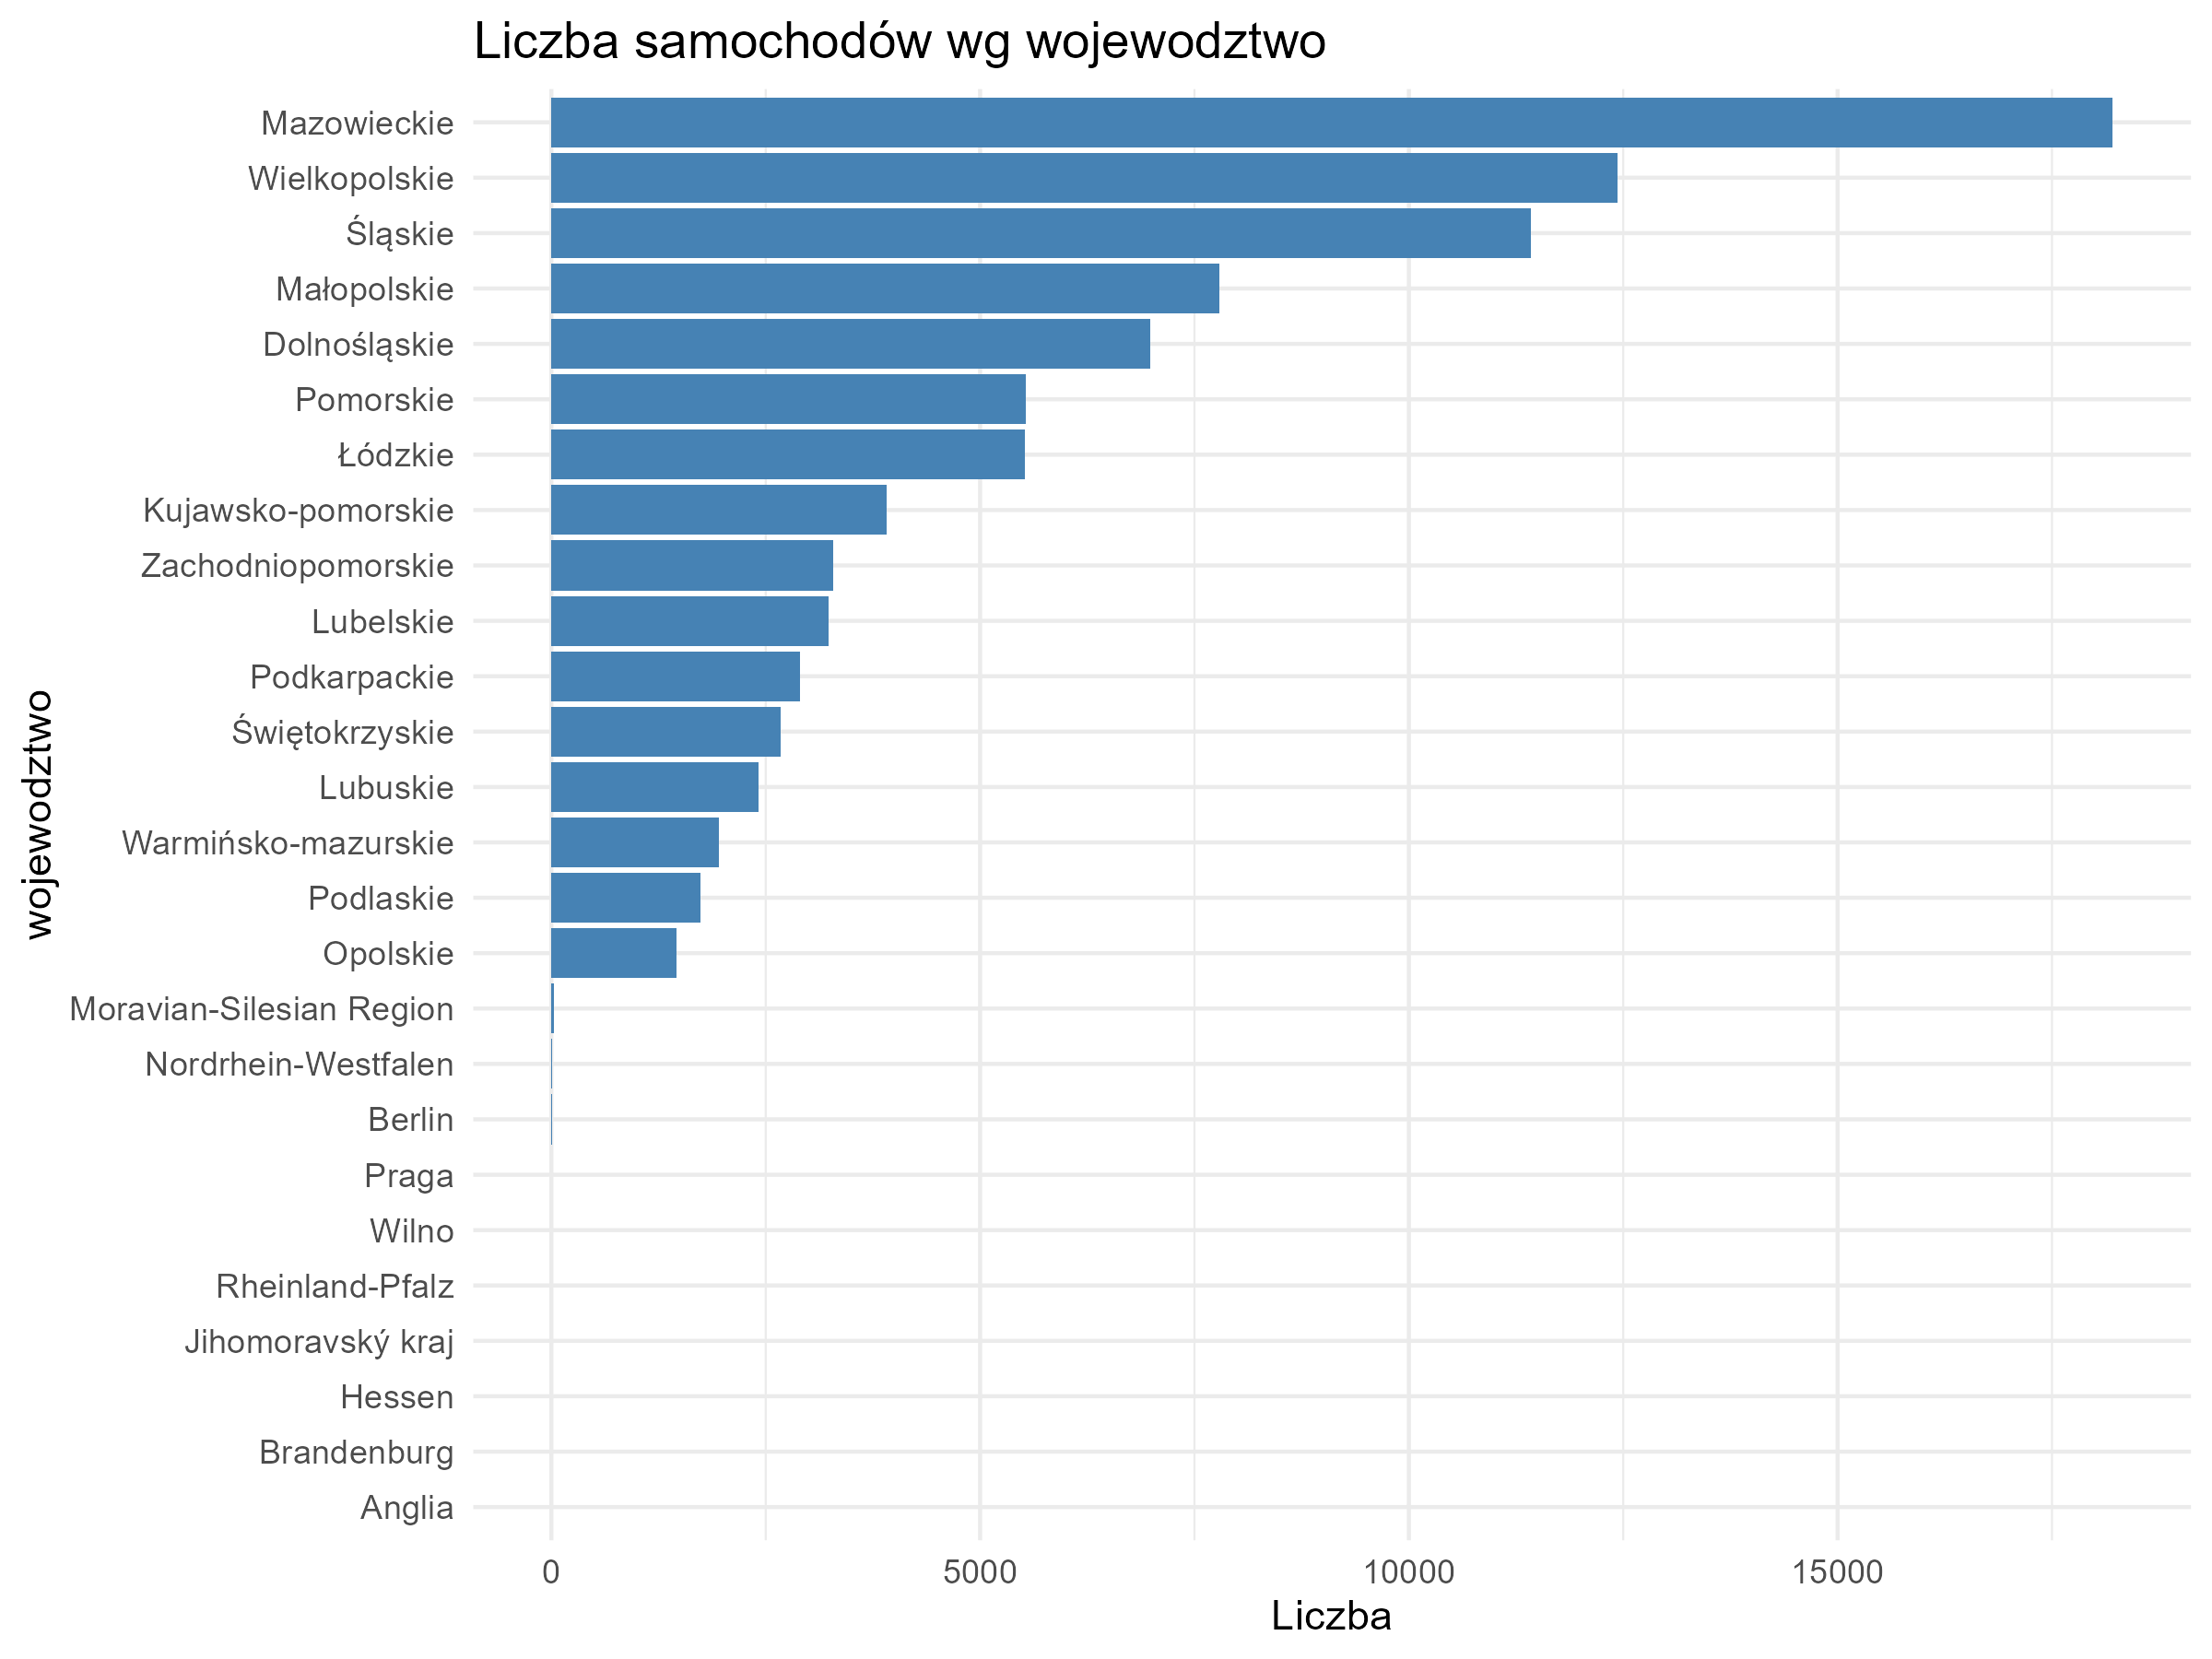 Liczba samochodów wg wojewodztwo
wojewodztwo
Mazowieckie
Wielkopolskie
Śląskie
Małopolskie
Dolnośląskie
Pomorskie
Łódzkie
Kujawsko-pomorskie
Zachodniopomorskie
Lubelskie
Podkarpackie
Świętokrzyskie
Lubuskie
Warmińsko-mazurskie
Podlaskie
Opolskie
Moravian-Silesian Region
Nordrhein-Westfalen
Berlin
Praga
Wilno
Rheinland-Pfalz
Jihomoravský kraj
Hessen
Brandenburg
Anglia
0 5000 10000 15000
Liczba